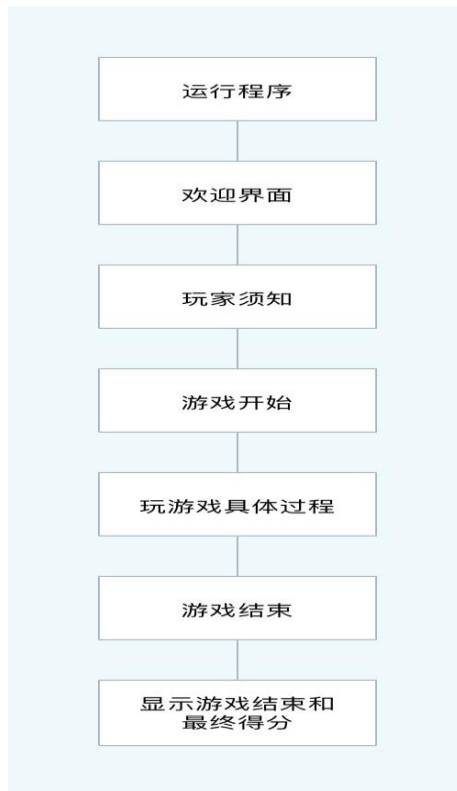 运行程序
欢迎界面
玩家须知
游戏开始
玩游戏具体过程
游戏结束
显示游戏结束和
最终得分